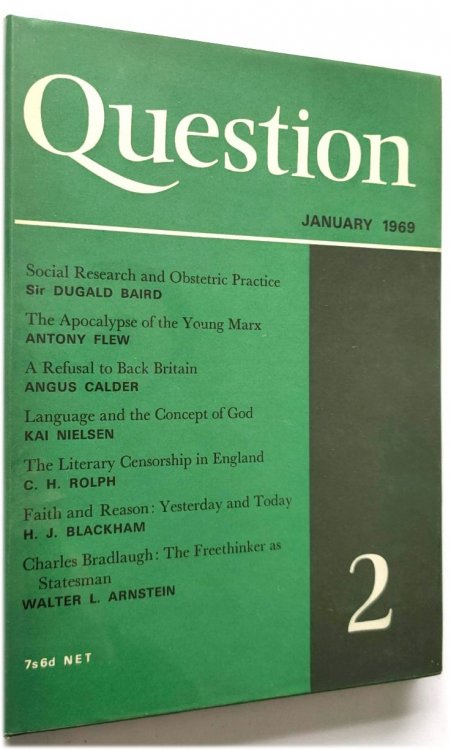 Question
JANUARY 1969
Social Research and Obstetric Practice
Sir DUGALD BAIRD
The Apocalypse of the Young Marx
ANTONY FLEW
A Refusal to Back Britain
ANGUS CALDER
Language and the Concept of God
KAI NIELSEN
The Literary Censorship in England
C. H. ROLPH
Faith and Reason: Yesterday and Today
H. J. BLACKHAM
Charles Bradlaugh: The Freethinker as
Statesman
WALTER L. ARNSTEIN
2
7s6d NET